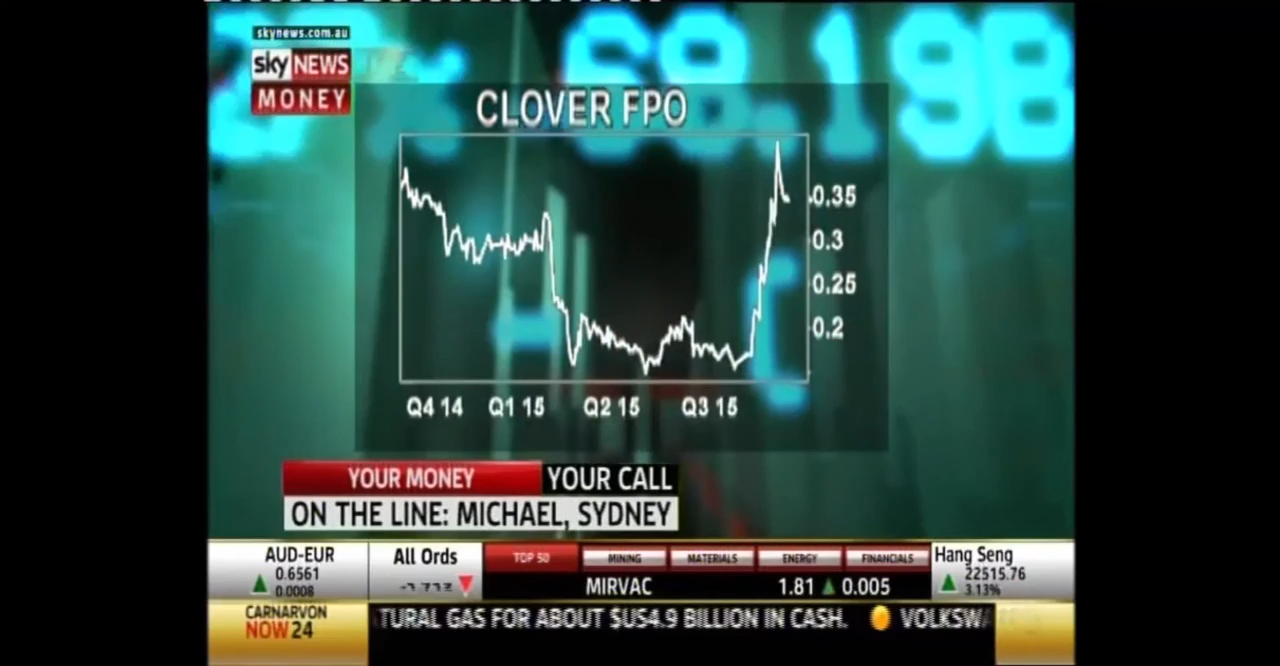 skynews.com.au
sky NEWS
MONEY
68.198
CLOVER FPO
0.35
0.3
0.25
0.2
Q4 14 Q1 15 Q2 15 Q3 15
YOUR MONEY YOUR CALL
ON THE LINE: MICHAEL, SYDNEY
AUD-EUR
0.6561
0.0008
All Ords
TOP 50 MINING MATERIALS ENERGY FINANCIALS
MIRVAC 1.81 0.005
Hang Seng
22515.76
3.13%
CARNARVON
NOW 24
TURAL GAS FOR ABOUT $US4.9 BILLION IN CASH. VOLKSWA